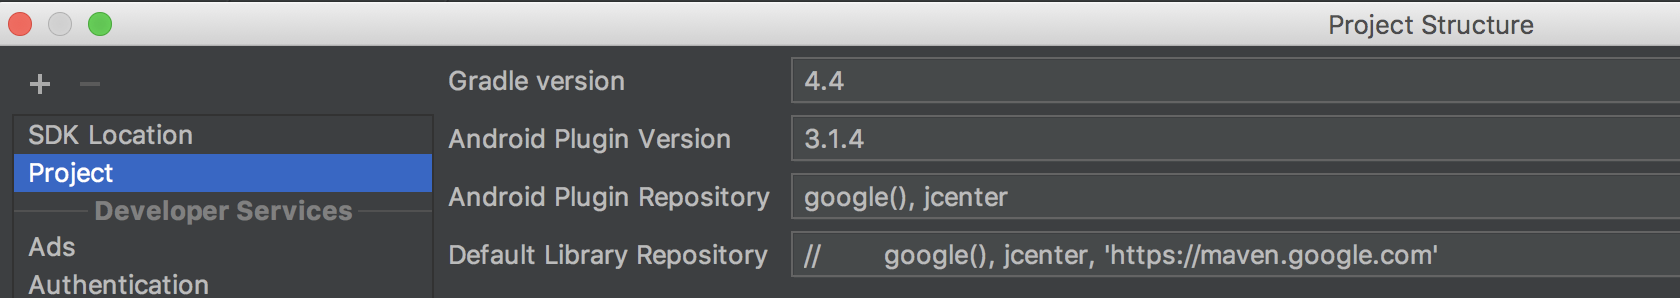 Project Structure
+ −
SDK Location
Project
Developer Services
Ads
Authentication
Gradle version 4.4
Android Plugin Version 3.1.4
Android Plugin Repository google(), jcenter
Default Library Repository //        google(), jcenter, 'https://maven.google.com'